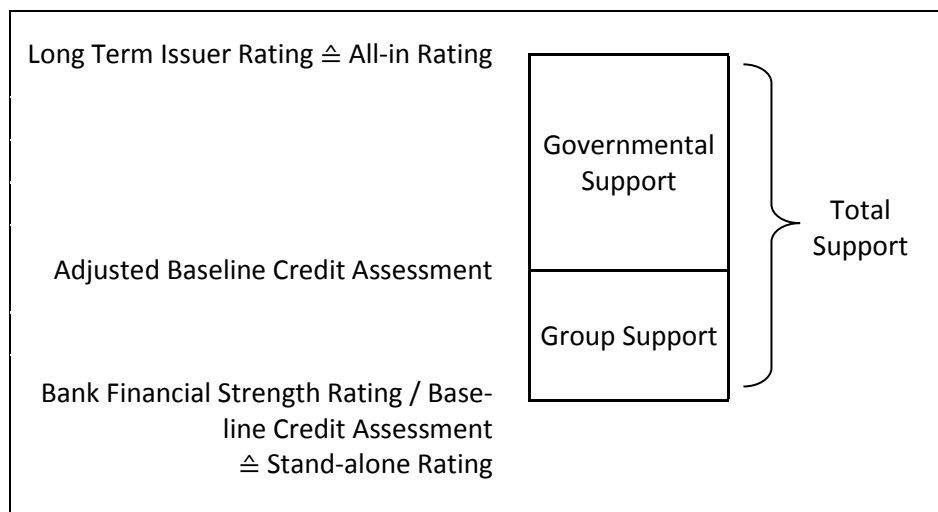 Long Term Issuer Rating ≙ All-in Rating
Governmental
Support
Total
Support
Adjusted Baseline Credit Assessment
Group Support
Bank Financial Strength Rating / Base-
line Credit Assessment
≙ Stand-alone Rating